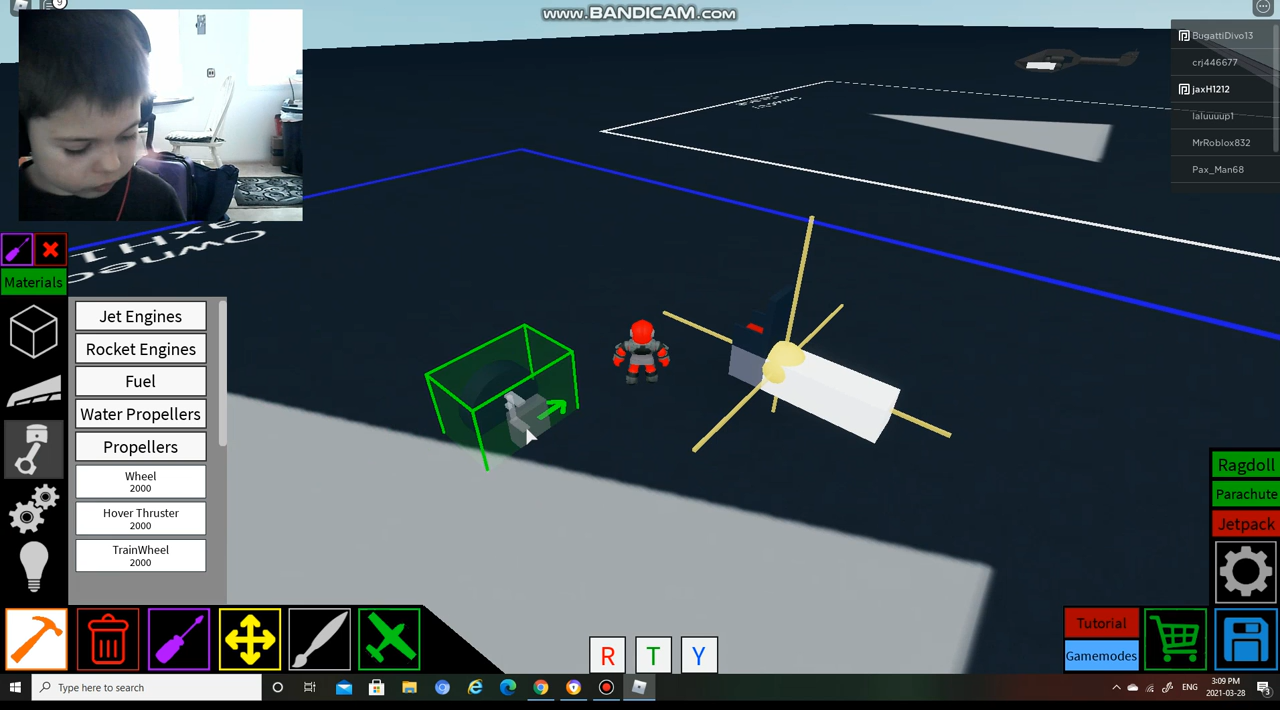 www.BANDICAM.com
9
BugattiDivo13
crj446677
jaxH1212
laluuuup1
MrRoblox832
Pax_Man68
Materials
Jet Engines
Rocket Engines
Fuel
Water Propellers
Propellers
Wheel
2000
Hover Thruster
2000
TrainWheel
2000
Ragdoll
Parachute
Jetpack
Tutorial
Gamemodes
R T Y
Type here to search
ENG
3:09 PM
2021-03-28
3